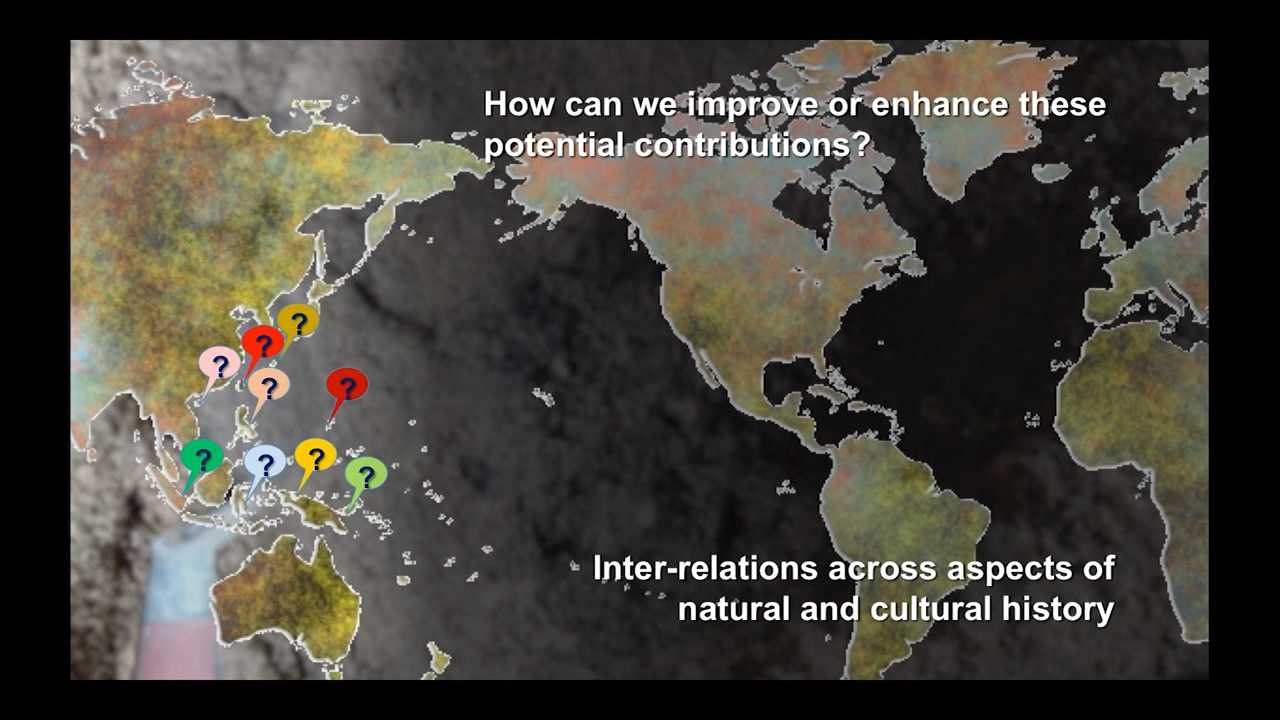 How can we improve or enhance these
potential contributions?
?
?
?
?
?
?
?
?
?
Inter-relations across aspects of
natural and cultural history